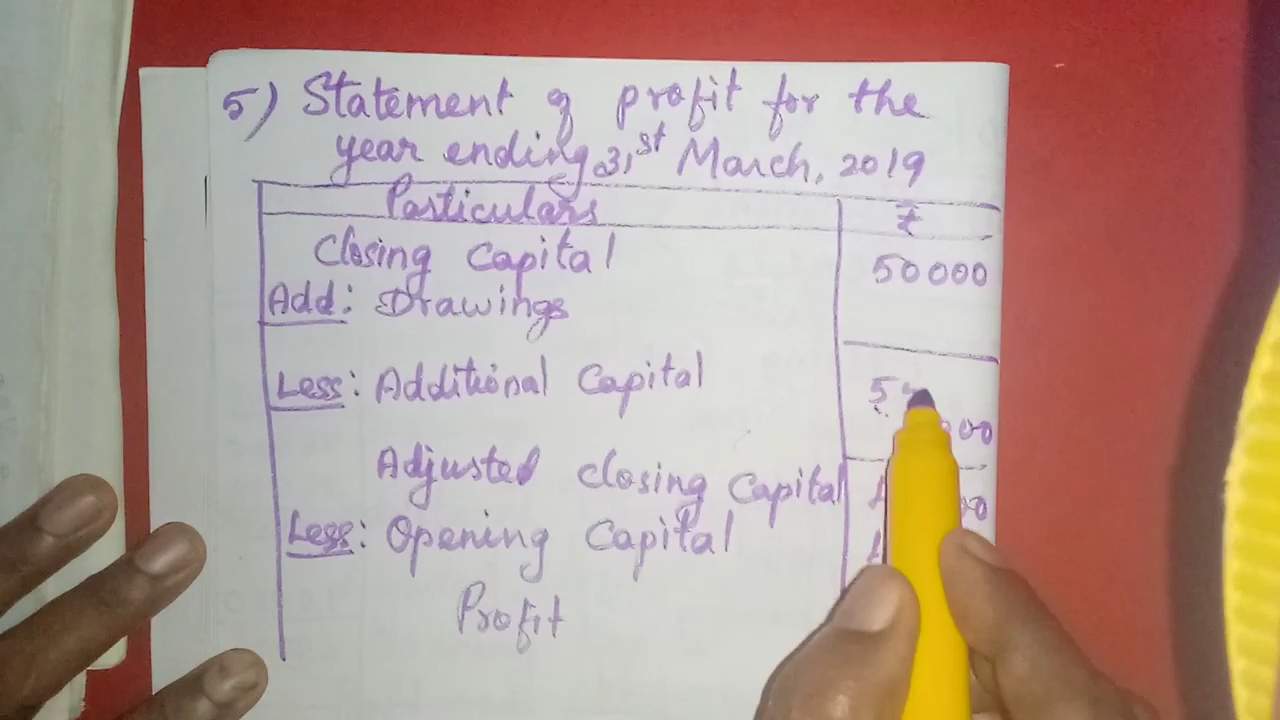 5) Statement of profit for the
year ending 31st March, 2019
Particulars ₹
Closing Capital 50000
Add: Drawings
Less: Additional Capital
Adjusted Closing Capital
Less: Opening Capital
Profit